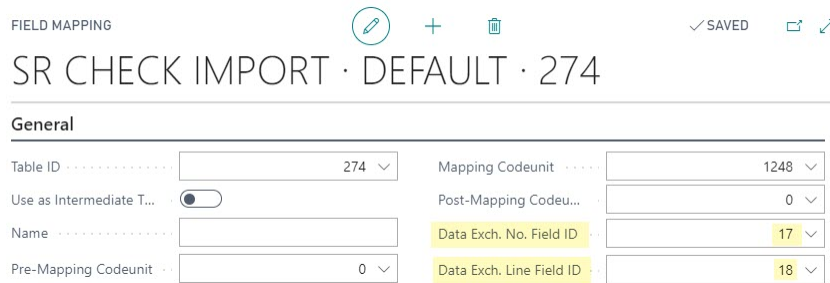 FIELD MAPPING
SAVED
SR CHECK IMPORT · DEFAULT · 274
General
Table ID 274
Mapping Codeunit 1248
Use as Intermediate T...
Post-Mapping Codeu... 0
Name
Data Exch. No. Field ID 17
Pre-Mapping Codeunit 0
Data Exch. Line Field ID 18